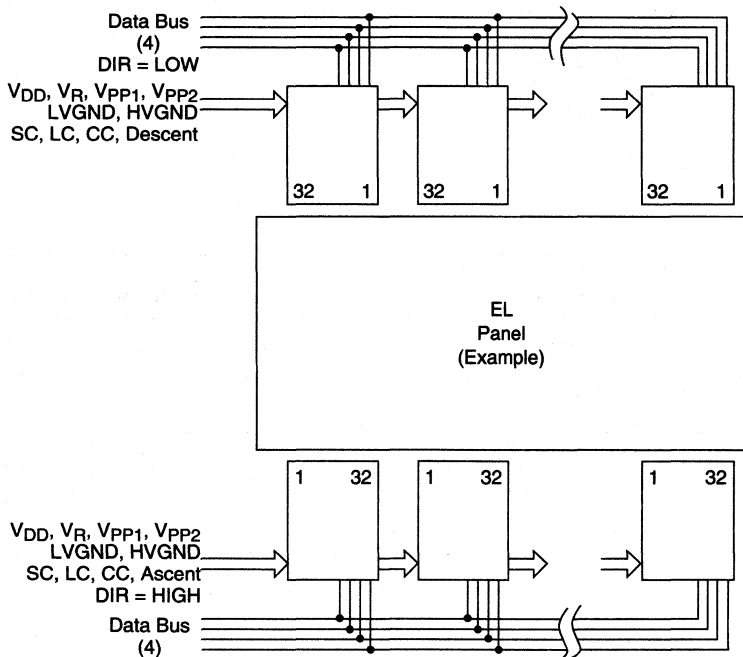 Data Bus
(4)
DIR = LOW
VDD, VR, VPP1, VPP2
LVGND, HVGND
SC, LC, CC, Descent
32 1
32 1
32 1
EL
Panel
(Example)
1 32
1 32
1 32
VDD, VR, VPP1, VPP2
LVGND, HVGND
SC, LC, CC, Ascent
DIR = HIGH
Data Bus
(4)